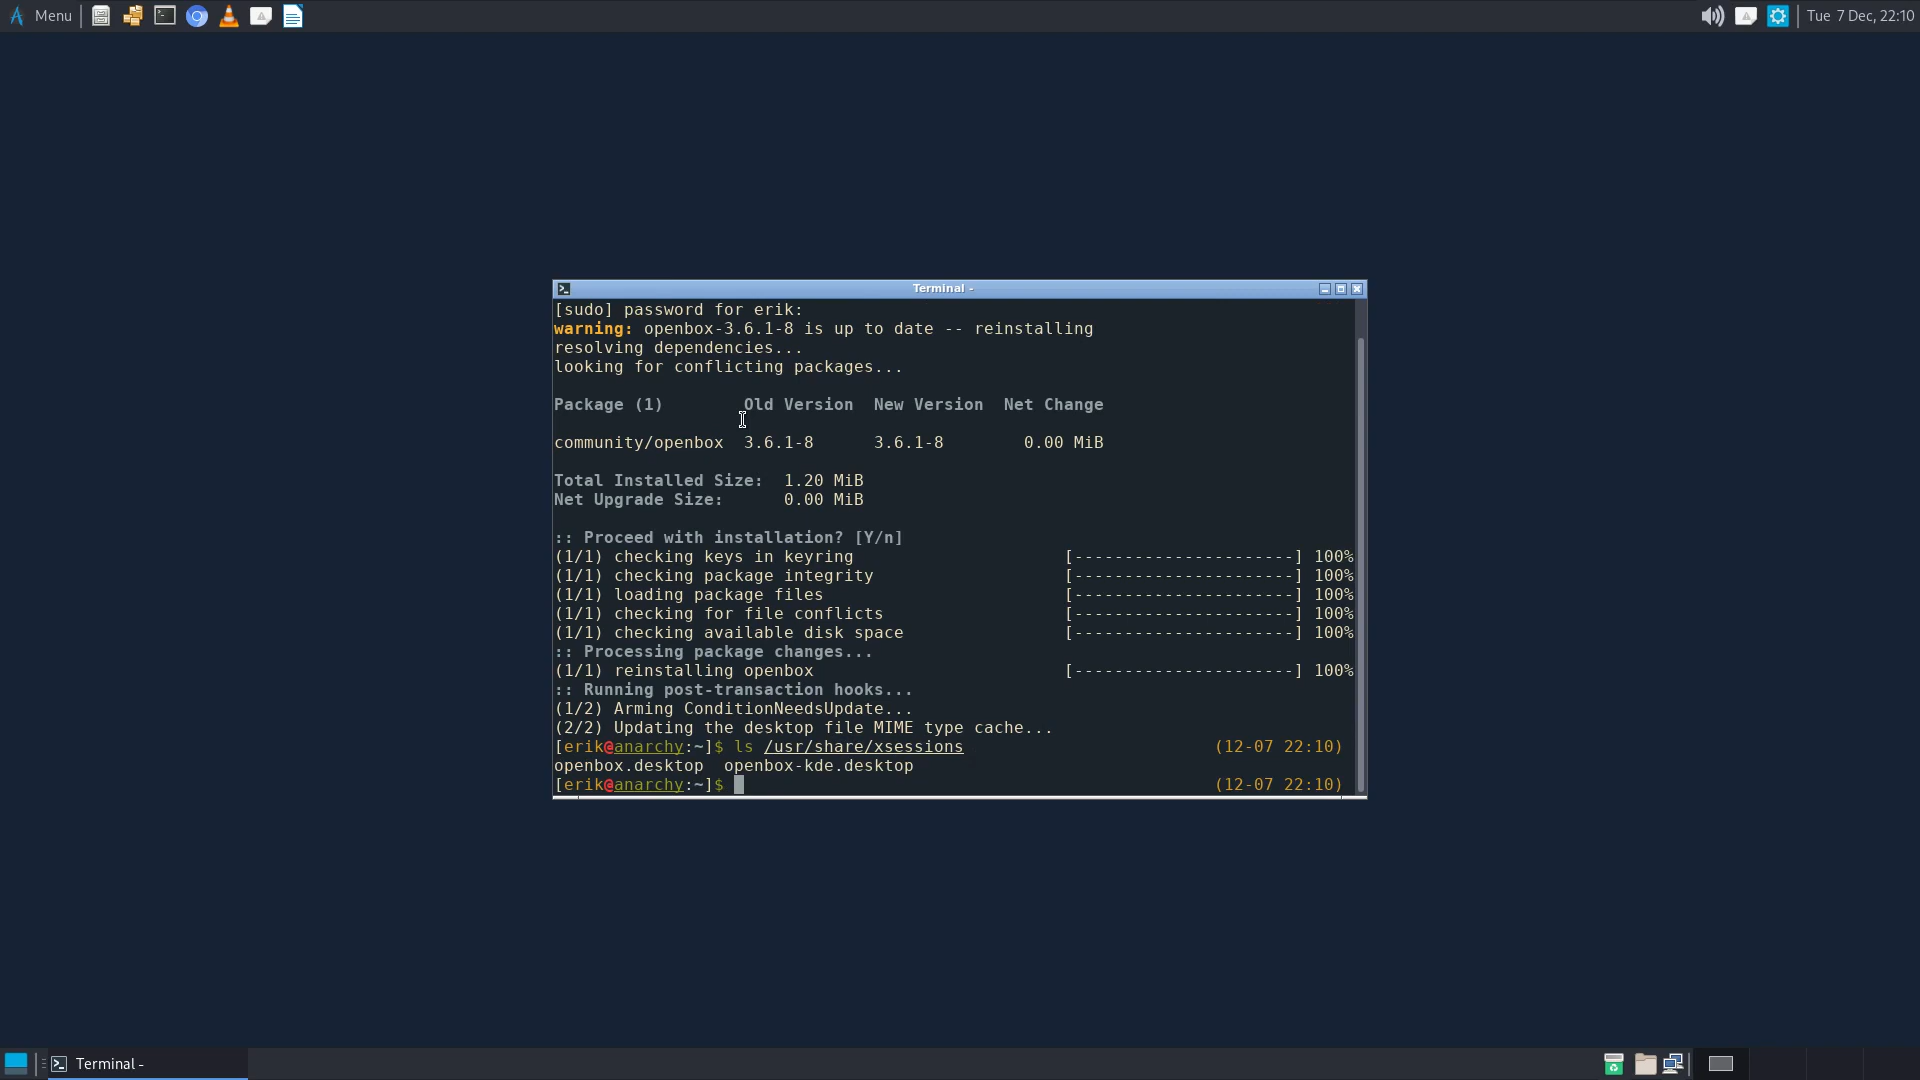 Menu
Tue 7 Dec, 22:10
Terminal -
[sudo] password for erik:
warning: openbox-3.6.1-8 is up to date -- reinstalling
resolving dependencies...
looking for conflicting packages...
Package (1)        Old Version  New Version  Net Change
community/openbox  3.6.1-8      3.6.1-8        0.00 MiB
Total Installed Size:  1.20 MiB
Net Upgrade Size:      0.00 MiB
:: Proceed with installation? [Y/n]
(1/1) checking keys in keyring                     [----------------------] 100%
(1/1) checking package integrity                   [----------------------] 100%
(1/1) loading package files                        [----------------------] 100%
(1/1) checking for file conflicts                  [----------------------] 100%
(1/1) checking available disk space                [----------------------] 100%
:: Processing package changes...
(1/1) reinstalling openbox                         [----------------------] 100%
:: Running post-transaction hooks...
(1/2) Arming ConditionNeedsUpdate...
(2/2) Updating the desktop file MIME type cache...
[erik@anarchy:~]$ ls /usr/share/xsessions                         (12-07 22:10)
openbox.desktop  openbox-kde.desktop
[erik@anarchy:~]$                                                 (12-07 22:10)
Terminal -